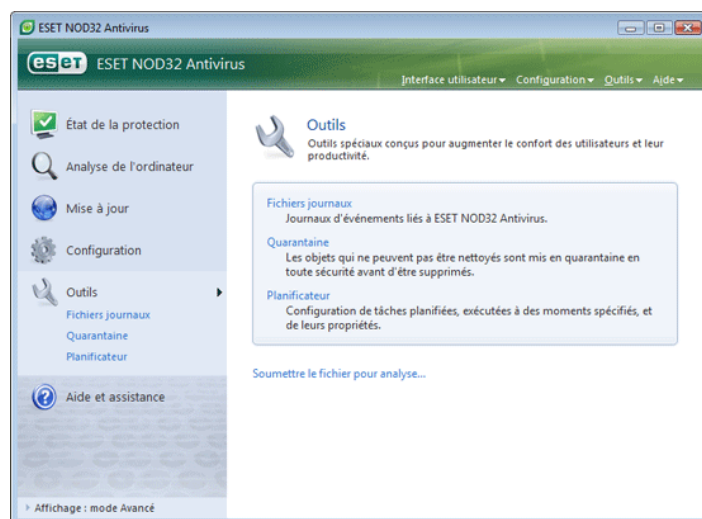 ESET NOD32 Antivirus
eset ESET NOD32 Antivirus
Interface utilisateur Configuration Outils Aide
État de la protection
Analyse de l'ordinateur
Mise à jour
Configuration
Outils
Fichiers journaux
Quarantaine
Planificateur
Aide et assistance
Affichage : mode Avancé
Outils
Outils spéciaux conçus pour augmenter le confort des utilisateurs et leur
productivité.
Fichiers journaux
Journaux d'événements liés à ESET NOD32 Antivirus.
Quarantaine
Les objets qui ne peuvent pas être nettoyés sont mis en quarantaine en
toute sécurité avant d'être supprimés.
Planificateur
Configuration de tâches planifiées, exécutées à des moments spécifiés, et
de leurs propriétés.
Soumettre le fichier pour analyse...